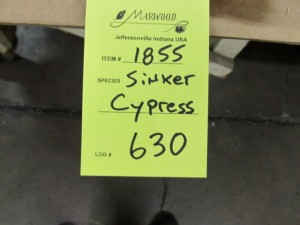 MARWOOD
Jeffersonville Indiana USA
ITEM # 1855
SPECIES Sinker
Cypress
LOG # 630